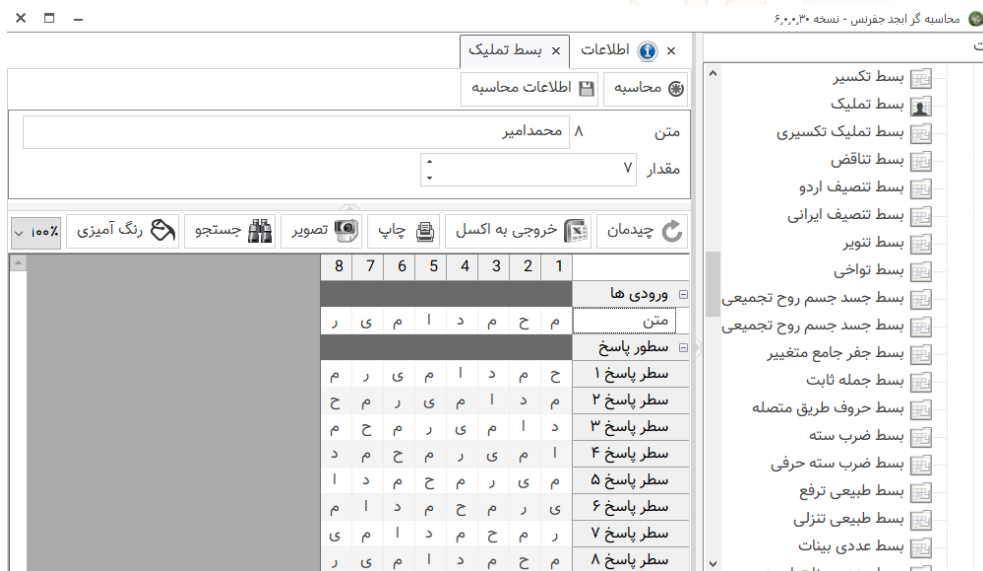 محاسبه گر ابجد جفرنس - نسخه ۶,۰,۰,۳۰
بسط تکسیر
بسط تملیک
بسط تملیک تکسیری
بسط تناقض
بسط تنصیف اردو
بسط تنصیف ایرانی
بسط تنویر
بسط تواخی
بسط جسد جسم روح تجمیعی
بسط جسد جسم روح تجمیعی
بسط جفر جامع متغییر
بسط جمله ثابت
بسط حروف طریق متصله
بسط ضرب سته
بسط ضرب سته حرفی
بسط طبیعی ترفع
بسط طبیعی تنزلی
بسط عددی بینات
اطلاعات بسط تملیک
محاسبه اطلاعات محاسبه
متن ۸ محمدامیر
مقدار ۷
چیدمان خروجی به اکسل چاپ تصویر جستجو رنگ آمیزی ۱۰۰٪
1 2 3 4 5 6 7 8
ورودی ها
متن م ح م د ا م ی ر
سطور پاسخ
سطر پاسخ ۱ ح م د ا م ی ر م
سطر پاسخ ۲ م د ا م ی ر م ح
سطر پاسخ ۳ د ا م ی ر م ح م
سطر پاسخ ۴ ا م ی ر م ح م د
سطر پاسخ ۵ م ی ر م ح م د ا
سطر پاسخ ۶ ی ر م ح م د ا م
سطر پاسخ ۷ ر م ح م د ا م ی
سطر پاسخ ۸ م ح م د ا م ی ر